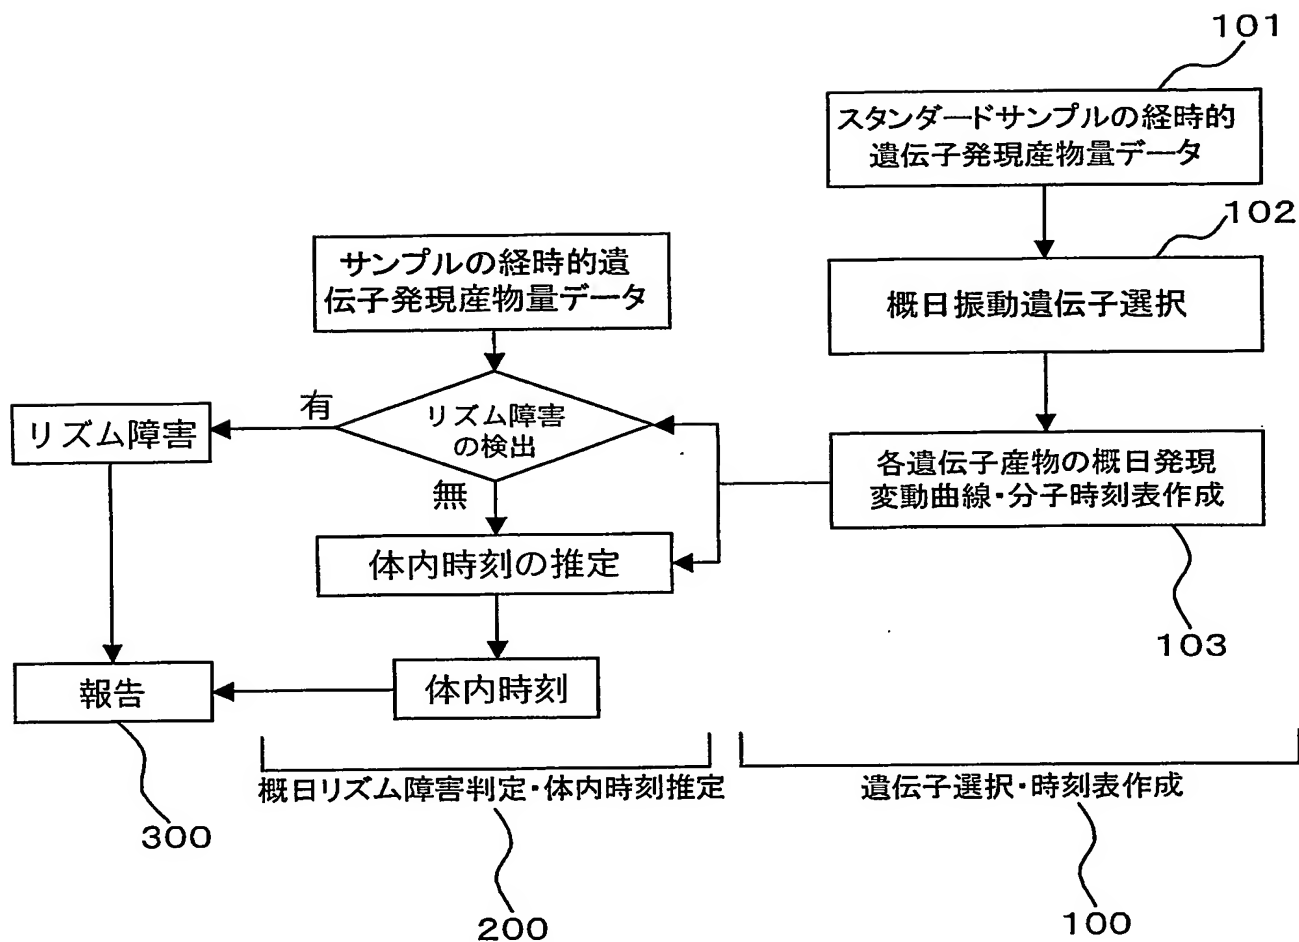 101
スタンダードサンプルの経時的
遺伝子発現産物量データ
102
概日振動遺伝子選択
各遺伝子産物の概日発現
変動曲線・分子時刻表作成
103
サンプルの経時的遺
伝子発現産物量データ
リズム障害
の検出
有
無
リズム障害
体内時刻の推定
体内時刻
報告
300
概日リズム障害判定・体内時刻推定
200
遺伝子選択・時刻表作成
100